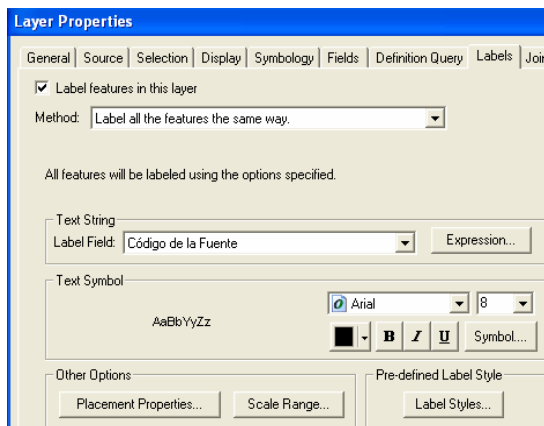 Layer Properties
General Source Selection Display Symbology Fields Definition Query Labels Join
Label features in this layer
Method: Label all the features the same way.
All features will be labeled using the options specified.
Text String
Label Field: Código de la Fuente Expression...
Text Symbol
AaBbYyZz
Arial 8
B I U Symbol....
Other Options Pre-defined Label Style
Placement Properties... Scale Range... Label Styles...